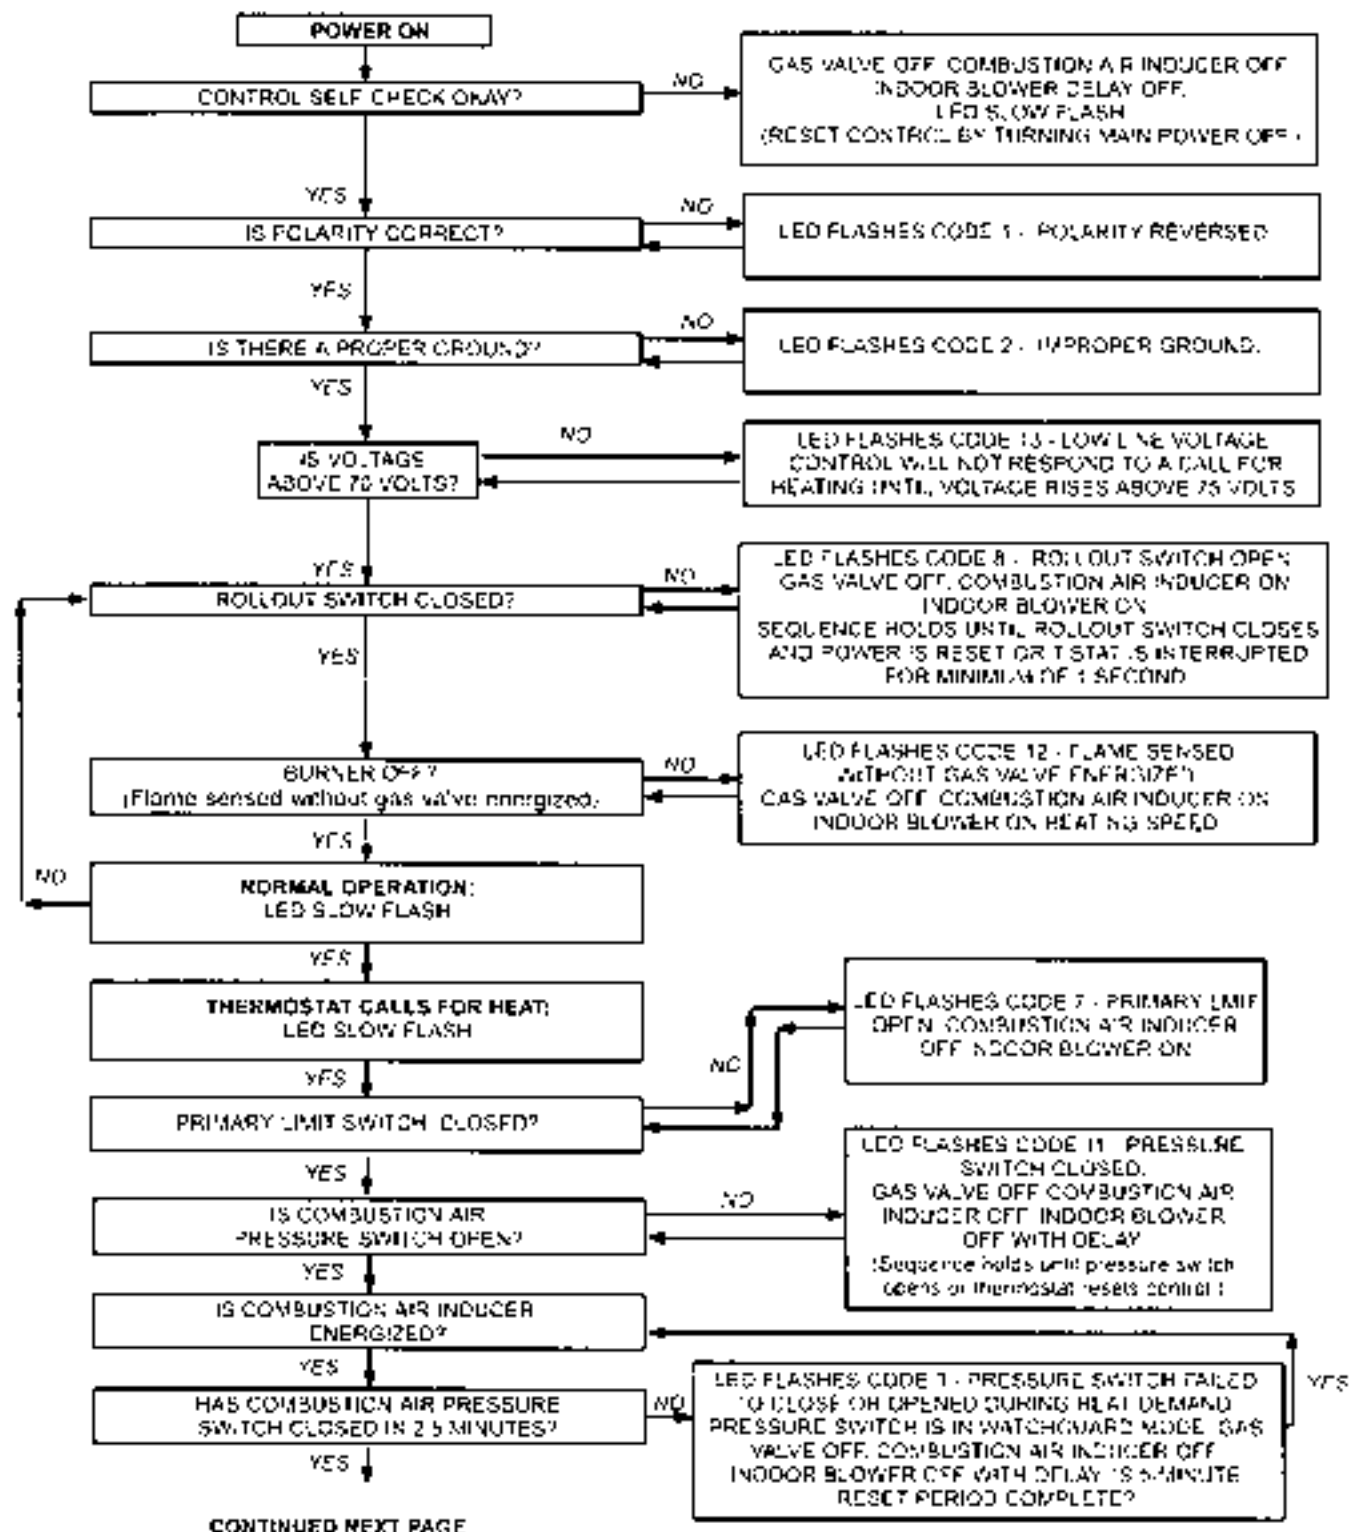 POWER ON
CONTROL SELF CHECK OKAY?
NO
GAS VALVE OFF. COMBUSTION AIR INDUCER OFF
INDOOR BLOWER DELAY OFF.
LED SLOW FLASH
(RESET CONTROL BY TURNING MAIN POWER OFF.)
YES
IS POLARITY CORRECT?
NO
LED FLASHES CODE 1 - POLARITY REVERSED
YES
IS THERE A PROPER GROUND?
NO
LED FLASHES CODE 2 - IMPROPER GROUND.
YES
IS VOLTAGE
ABOVE 75 VOLTS?
NO
LED FLASHES CODE 13 - LOW LINE VOLTAGE
CONTROL WILL NOT RESPOND TO A CALL FOR
HEATING UNTIL VOLTAGE RISES ABOVE 75 VOLTS
YES
ROLLOUT SWITCH CLOSED?
NO
LED FLASHES CODE 8 - ROLLOUT SWITCH OPEN
GAS VALVE OFF. COMBUSTION AIR INDUCER ON
INDOOR BLOWER ON
SEQUENCE HOLDS UNTIL ROLLOUT SWITCH CLOSES
AND POWER IS RESET OR T'STAT IS INTERRUPTED
FOR MINIMUM OF 1 SECOND
YES
BURNER OFF?
(Flame sensed without gas valve energized)
NO
LED FLASHES CODE 12 - FLAME SENSED
WITHOUT GAS VALVE ENERGIZED
GAS VALVE OFF. COMBUSTION AIR INDUCER ON
INDOOR BLOWER ON HEATING SPEED
YES
NO
NORMAL OPERATION:
LED SLOW FLASH
YES
THERMOSTAT CALLS FOR HEAT:
LED SLOW FLASH
YES
PRIMARY LIMIT SWITCH CLOSED?
NO
LED FLASHES CODE 7 - PRIMARY LIMIT
OPEN. COMBUSTION AIR INDUCER
OFF INDOOR BLOWER ON
YES
IS COMBUSTION AIR
PRESSURE SWITCH OPEN?
NO
LED FLASHES CODE 11 - PRESSURE
SWITCH CLOSED.
GAS VALVE OFF COMBUSTION AIR
INDUCER OFF. INDOOR BLOWER
OFF WITH DELAY
(Sequence holds until pressure switch
opens or thermostat resets control.)
YES
IS COMBUSTION AIR INDUCER
ENERGIZED?
YES
HAS COMBUSTION AIR PRESSURE
SWITCH CLOSED IN 2.5 MINUTES?
NO
LED FLASHES CODE - PRESSURE SWITCH FAILED
TO CLOSE OR OPENED DURING HEAT DEMAND
PRESSURE SWITCH IS IN WATCHGUARD MODE. GAS
VALVE OFF. COMBUSTION AIR INDUCER OFF
INDOOR BLOWER OFF WITH DELAY. IS 5-MINUTE
RESET PERIOD COMPLETE?
YES
YES
CONTINUED NEXT PAGE